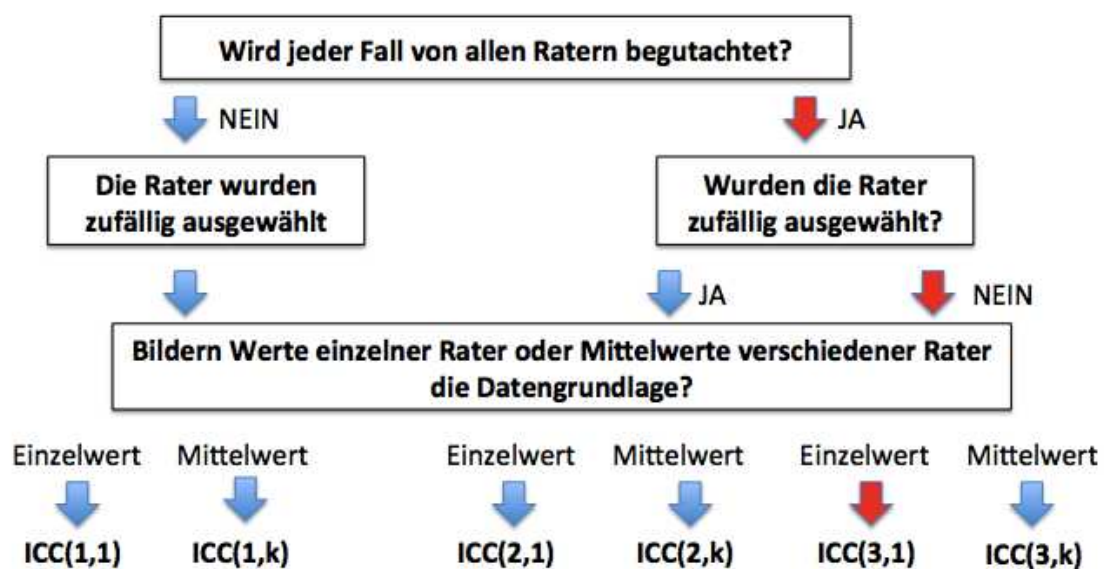 Wird jeder Fall von allen Ratern begutachtet?
NEIN
JA
Die Rater wurden
zufällig ausgewählt
Wurden die Rater
zufällig ausgewählt?
JA
NEIN
Bildern Werte einzelner Rater oder Mittelwerte verschiedener Rater
die Datengrundlage?
Einzelwert Mittelwert Einzelwert Mittelwert Einzelwert Mittelwert
ICC(1,1) ICC(1,k) ICC(2,1) ICC(2,k) ICC(3,1) ICC(3,k)